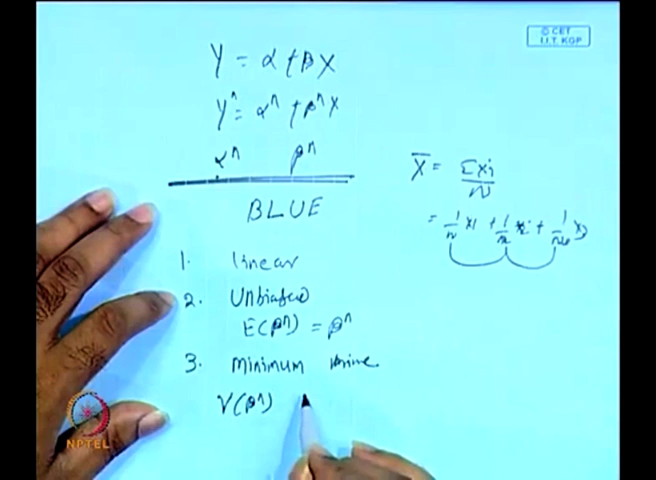 © CET
I.I.T. KGP
Y = α + βX
Y^ = α^ + β^X
α^ β^
BLUE
1. linear
2. Unbiased
E(β^) = β^
3. minimum
V(β^)
X̄ = Σxi
N
= 1/N x1 + 1/N x2 + 1/N x3
NPTEL